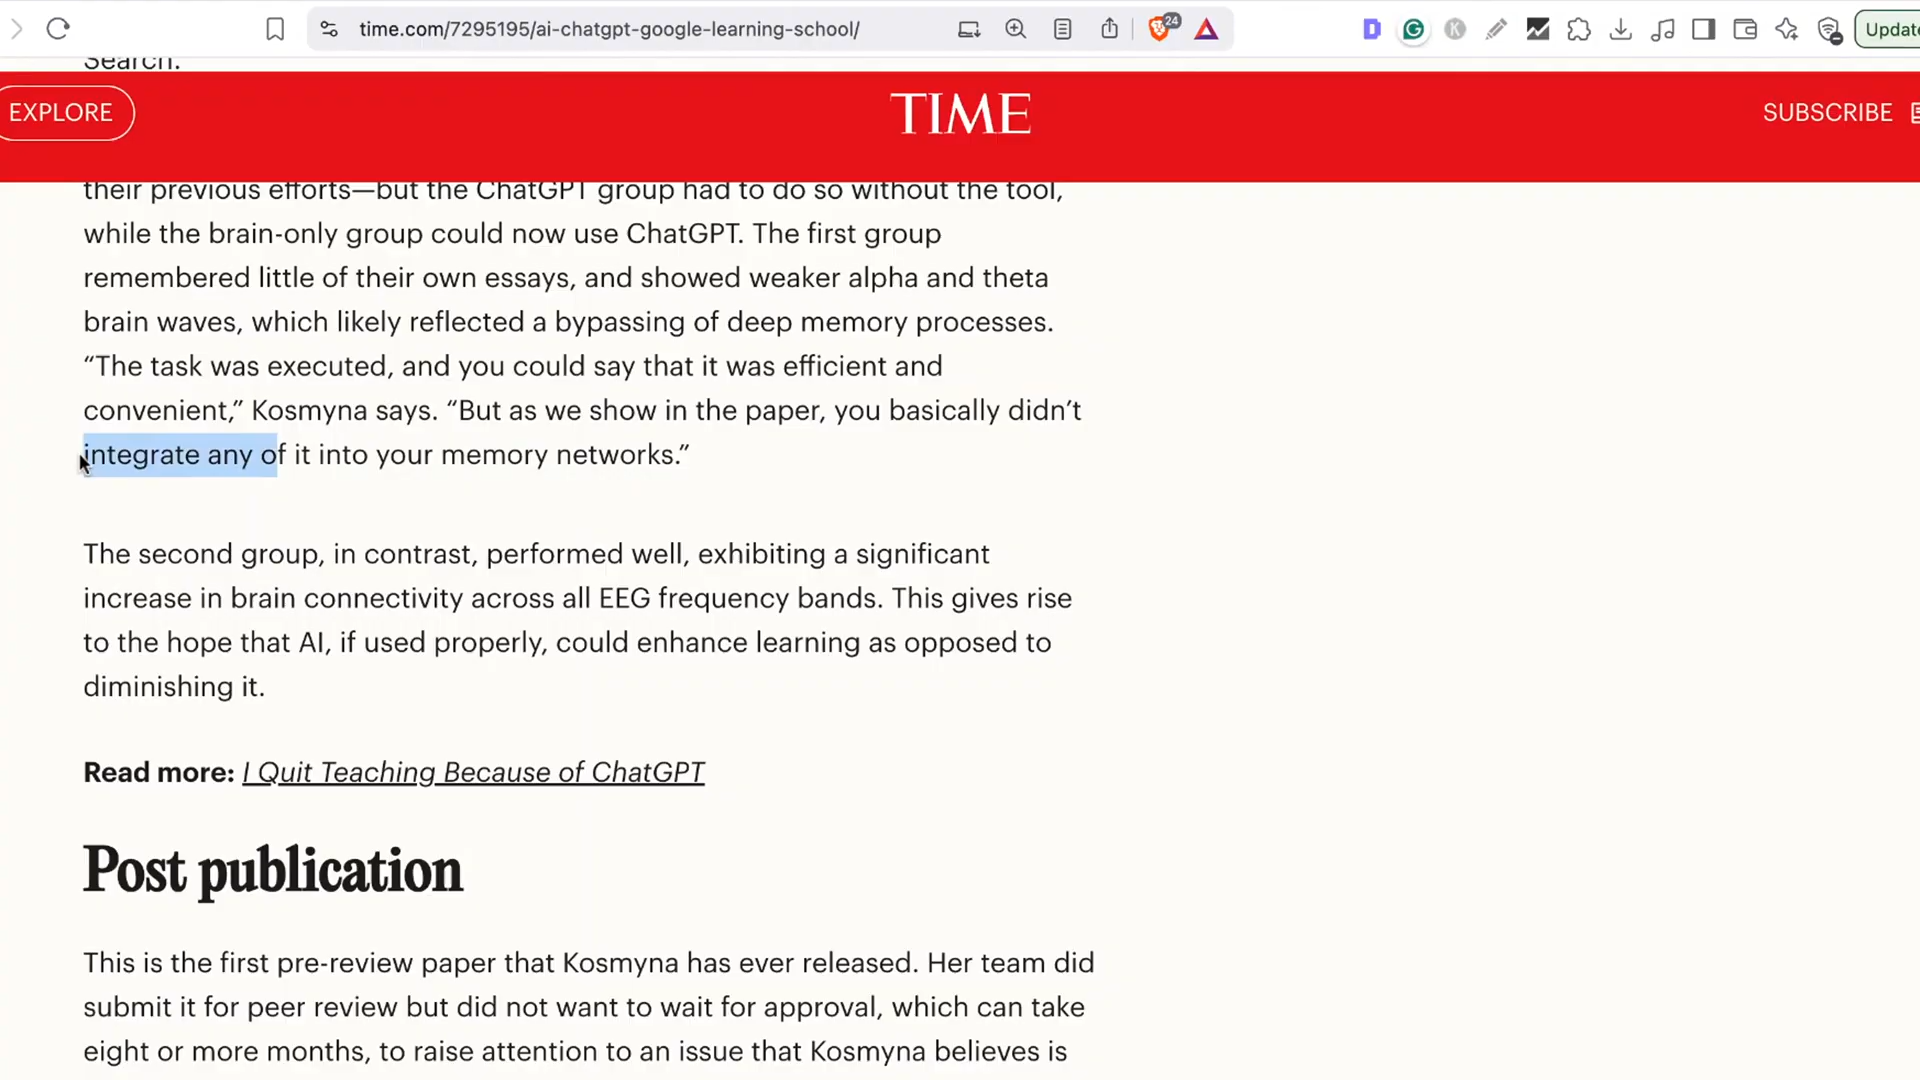 time.com/7295195/ai-chatgpt-google-learning-school/
24
Update
Search.
EXPLORE
TIME
SUBSCRIBE
their previous efforts—but the ChatGPT group had to do so without the tool,
while the brain-only group could now use ChatGPT. The first group
remembered little of their own essays, and showed weaker alpha and theta
brain waves, which likely reflected a bypassing of deep memory processes.
“The task was executed, and you could say that it was efficient and
convenient,” Kosmyna says. “But as we show in the paper, you basically didn’t
integrate any of it into your memory networks.”
The second group, in contrast, performed well, exhibiting a significant
increase in brain connectivity across all EEG frequency bands. This gives rise
to the hope that AI, if used properly, could enhance learning as opposed to
diminishing it.
Read more: I Quit Teaching Because of ChatGPT
Post publication
This is the first pre-review paper that Kosmyna has ever released. Her team did
submit it for peer review but did not want to wait for approval, which can take
eight or more months, to raise attention to an issue that Kosmyna believes is